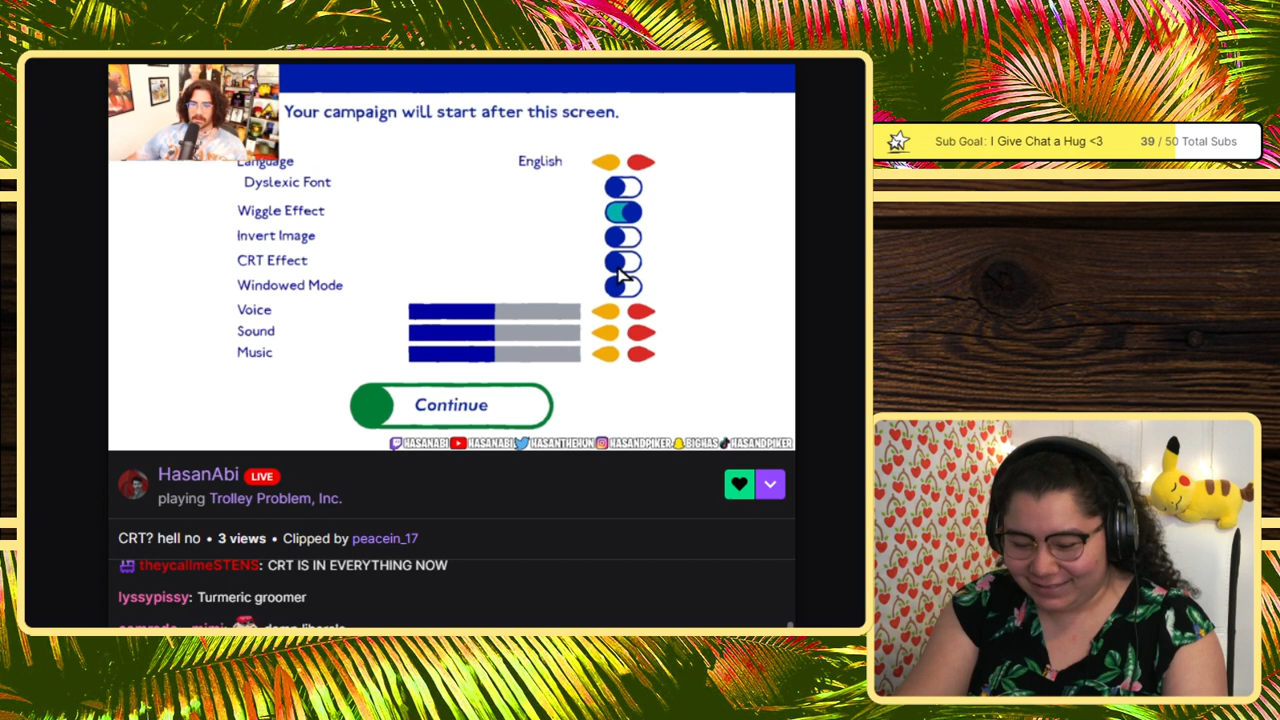 Your campaign will start after this screen.
Language English
Dyslexic Font
Wiggle Effect
Invert Image
CRT Effect
Windowed Mode
Voice
Sound
Music
Continue
HASANABI HASANABI HASANTHEHUN HASANDPIKER BIGHAS HASANDPIKER
HasanAbi LIVE
playing Trolley Problem, Inc.
CRT? hell no • 3 views • Clipped by peacein_17
theycallmeSTENS: CRT IS IN EVERYTHING NOW
lyssypissy: Turmeric groomer
Sub Goal: I Give Chat a Hug <3 39 / 50 Total Subs